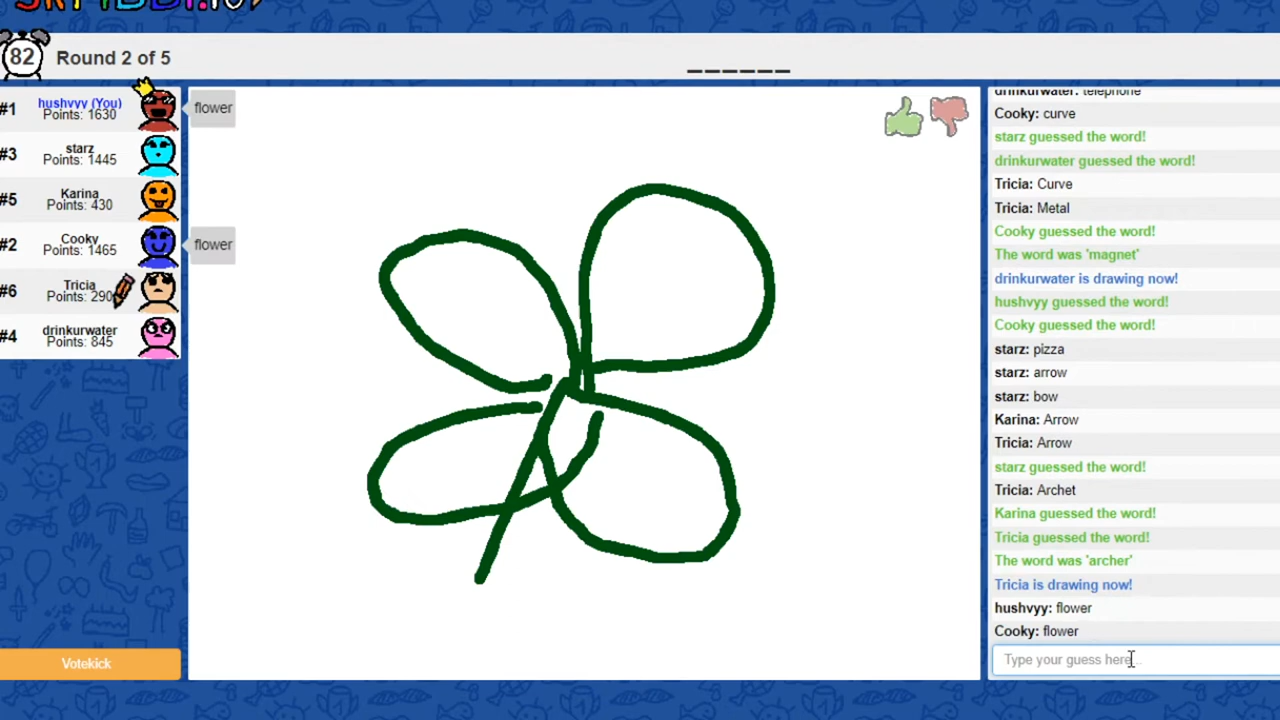 82
Round 2 of 5
______
#1
hushvyy (You)
Points: 1630
flower
#3
starz
Points: 1445
#5
Karina
Points: 430
#2
Cooky
Points: 1465
flower
#6
Tricia
Points: 290
#4
drinkurwater
Points: 845
Votekick
drinkurwater: telephone
Cooky: curve
starz guessed the word!
drinkurwater guessed the word!
Tricia: Curve
Tricia: Metal
Cooky guessed the word!
The word was 'magnet'
drinkurwater is drawing now!
hushvyy guessed the word!
Cooky guessed the word!
starz: pizza
starz: arrow
starz: bow
Karina: Arrow
Tricia: Arrow
starz guessed the word!
Tricia: Archet
Karina guessed the word!
Tricia guessed the word!
The word was 'archer'
Tricia is drawing now!
hushvyy: flower
Cooky: flower
Type your guess here...